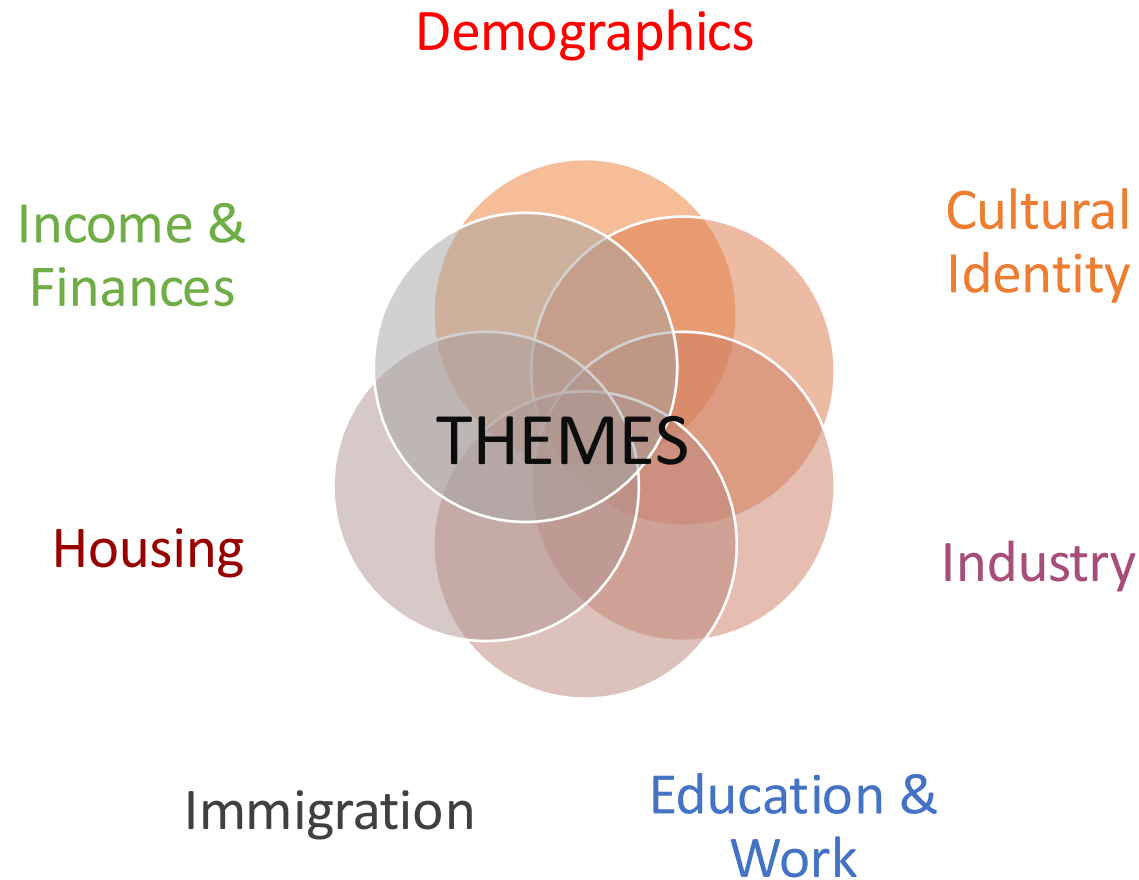 Demographics
Cultural
Identity
Income &
Finances
THEMES
Housing
Industry
Immigration
Education &
Work